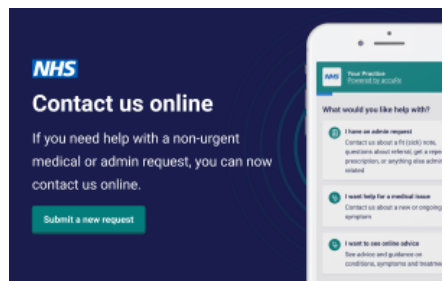 NHS
Contact us online
If you need help with a non-urgent
medical or admin request, you can now
contact us online.
Submit a new request
NHS
Your Practice
Powered by accuRx
What would you like help with?
I have an admin request
Contact us about a fit (sick) note,
questions about referral, get a repeat
prescription, or anything else admin
related
I want help for a medical issue
Contact us about a new or ongoing
symptom
I want to see online advice
See advice and guidance on
conditions, symptoms and